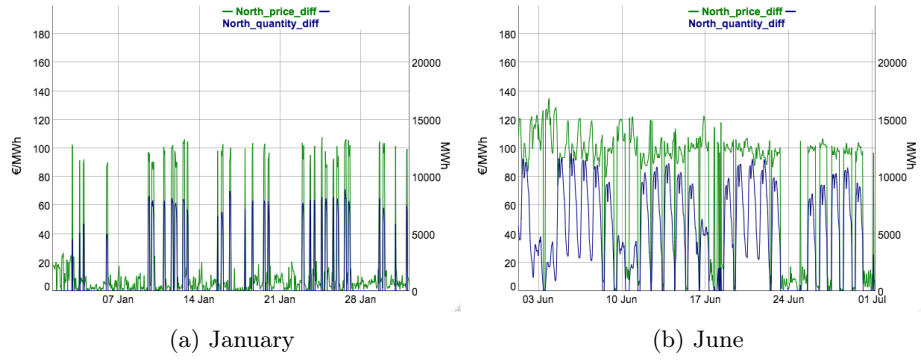 North_price_diff
North_quantity_diff
180
160
140
120
100
80
60
40
20
0
€/MWh
20000
15000
10000
5000
0
MWh
07 Jan
14 Jan
21 Jan
28 Jan
(a) January
North_price_diff
North_quantity_diff
180
160
140
120
100
80
60
40
20
0
€/MWh
20000
15000
10000
5000
0
MWh
03 Jun
10 Jun
17 Jun
24 Jun
01 Jul
(b) June